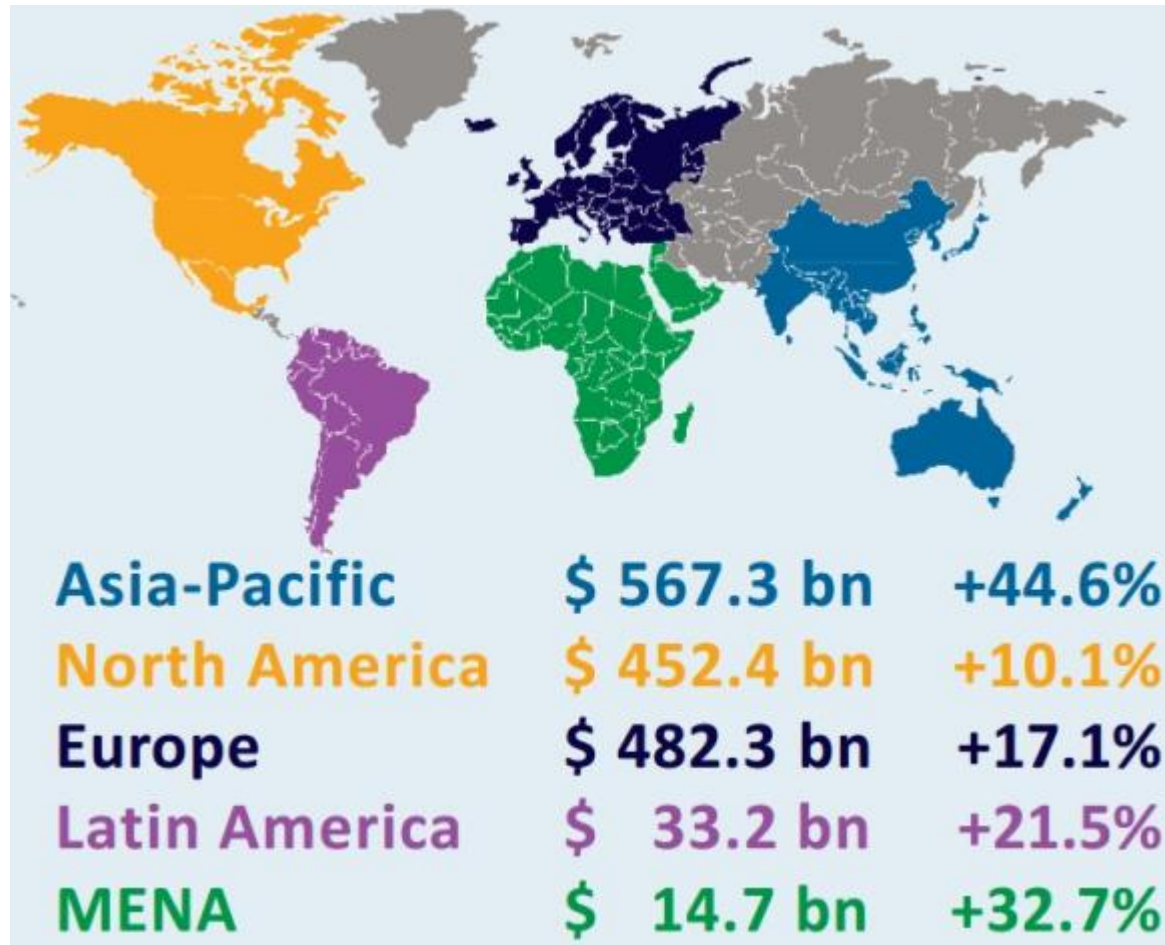 Asia-Pacific $ 567.3 bn +44.6%
North America $ 452.4 bn +10.1%
Europe $ 482.3 bn +17.1%
Latin America $ 33.2 bn +21.5%
MENA $ 14.7 bn +32.7%